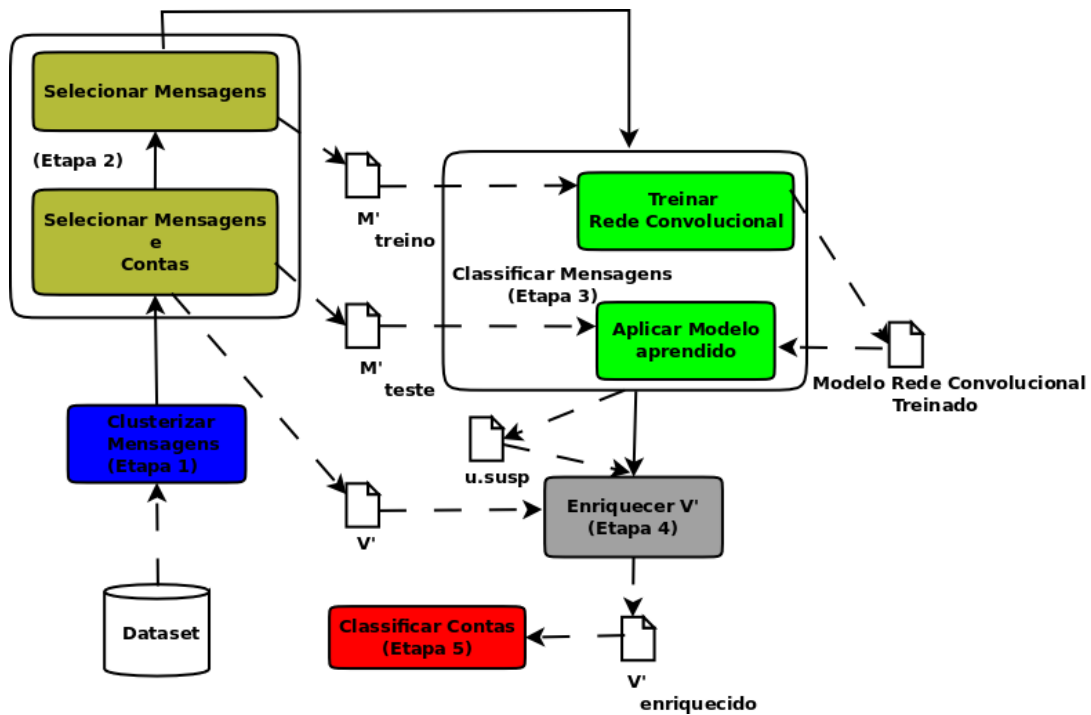 Selecionar Mensagens
(Etapa 2)
Selecionar Mensagens
e
Contas
Clusterizar
Mensagens
(Etapa 1)
Dataset
M'
treino
M'
teste
V'
Treinar
Rede Convolucional
Classificar Mensagens
(Etapa 3)
Aplicar Modelo
aprendido
Modelo Rede Convolucional
Treinado
u.susp
Enriquecer V'
(Etapa 4)
Classificar Contas
(Etapa 5)
V'
enriquecido